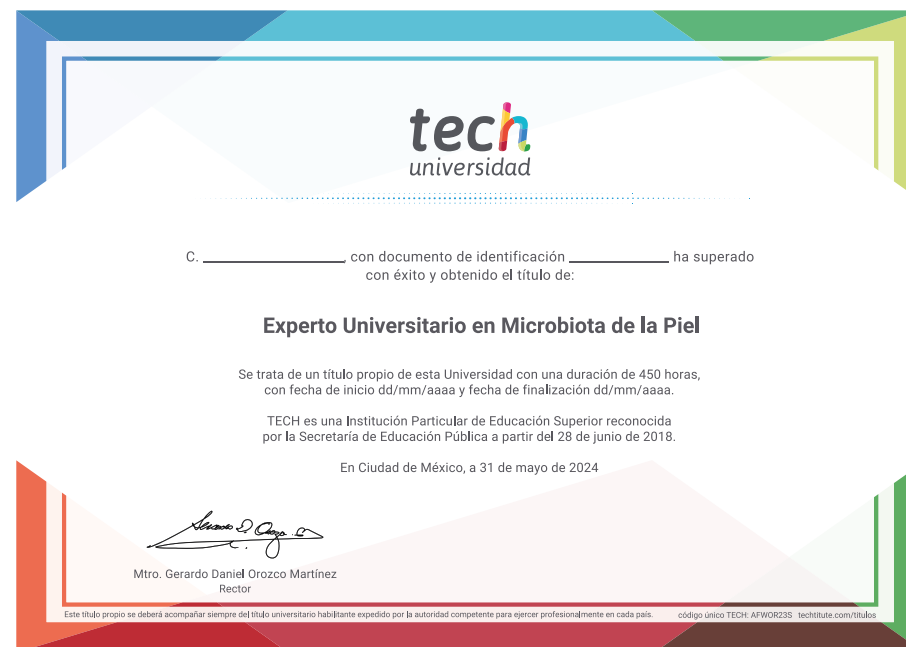 tech
universidad
C. ____________________, con documento de identificación ______________ ha superado
con éxito y obtenido el título de:
Experto Universitario en Microbiota de la Piel
Se trata de un título propio de esta Universidad con una duración de 450 horas,
con fecha de inicio dd/mm/aaaa y fecha de finalización dd/mm/aaaa.
TECH es una Institución Particular de Educación Superior reconocida
por la Secretaría de Educación Pública a partir del 28 de junio de 2018.
En Ciudad de México, a 31 de mayo de 2024
Mtro. Gerardo Daniel Orozco Martínez
Rector
Este título propio se deberá acompañar siempre del título universitario habilitante expedido por la autoridad competente para ejercer profesionalmente en cada país. código único TECH: AFWOR23S techtitute.com/titulos